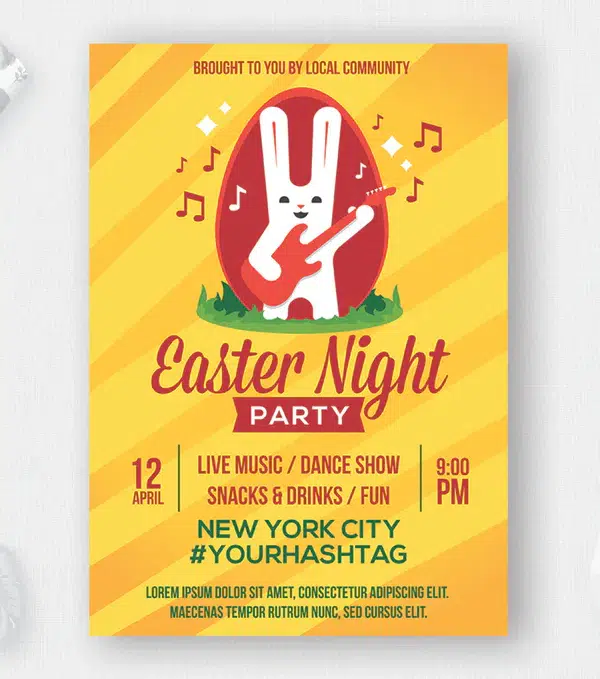 BROUGHT TO YOU BY LOCAL COMMUNITY
Easter Night
PARTY
12
APRIL
LIVE MUSIC / DANCE SHOW
SNACKS & DRINKS / FUN
9:00
PM
NEW YORK CITY
#YOURHASHTAG
LOREM IPSUM DOLOR SIT AMET, CONSECTETUR ADIPISCING ELIT.
MAECENAS TEMPOR RUTRUM NUNC, SED CURSUS ELIT.